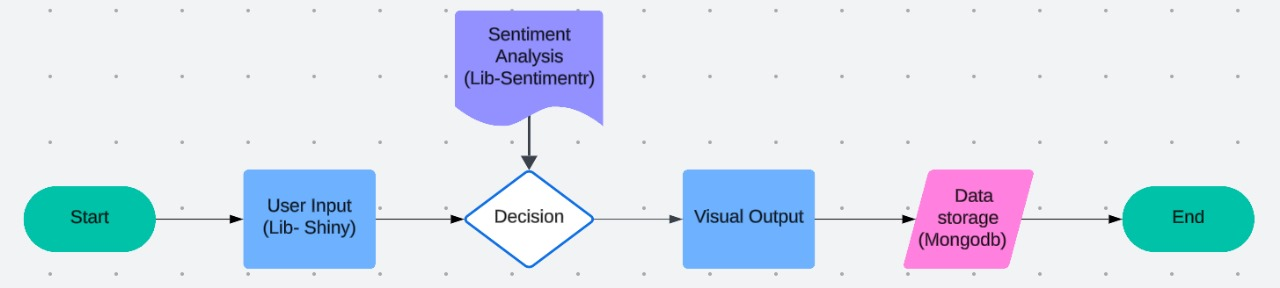 Sentiment
Analysis
(Lib-Sentimentr)
Start
User Input
(Lib- Shiny)
Decision
Visual Output
Data
storage
(Mongodb)
End